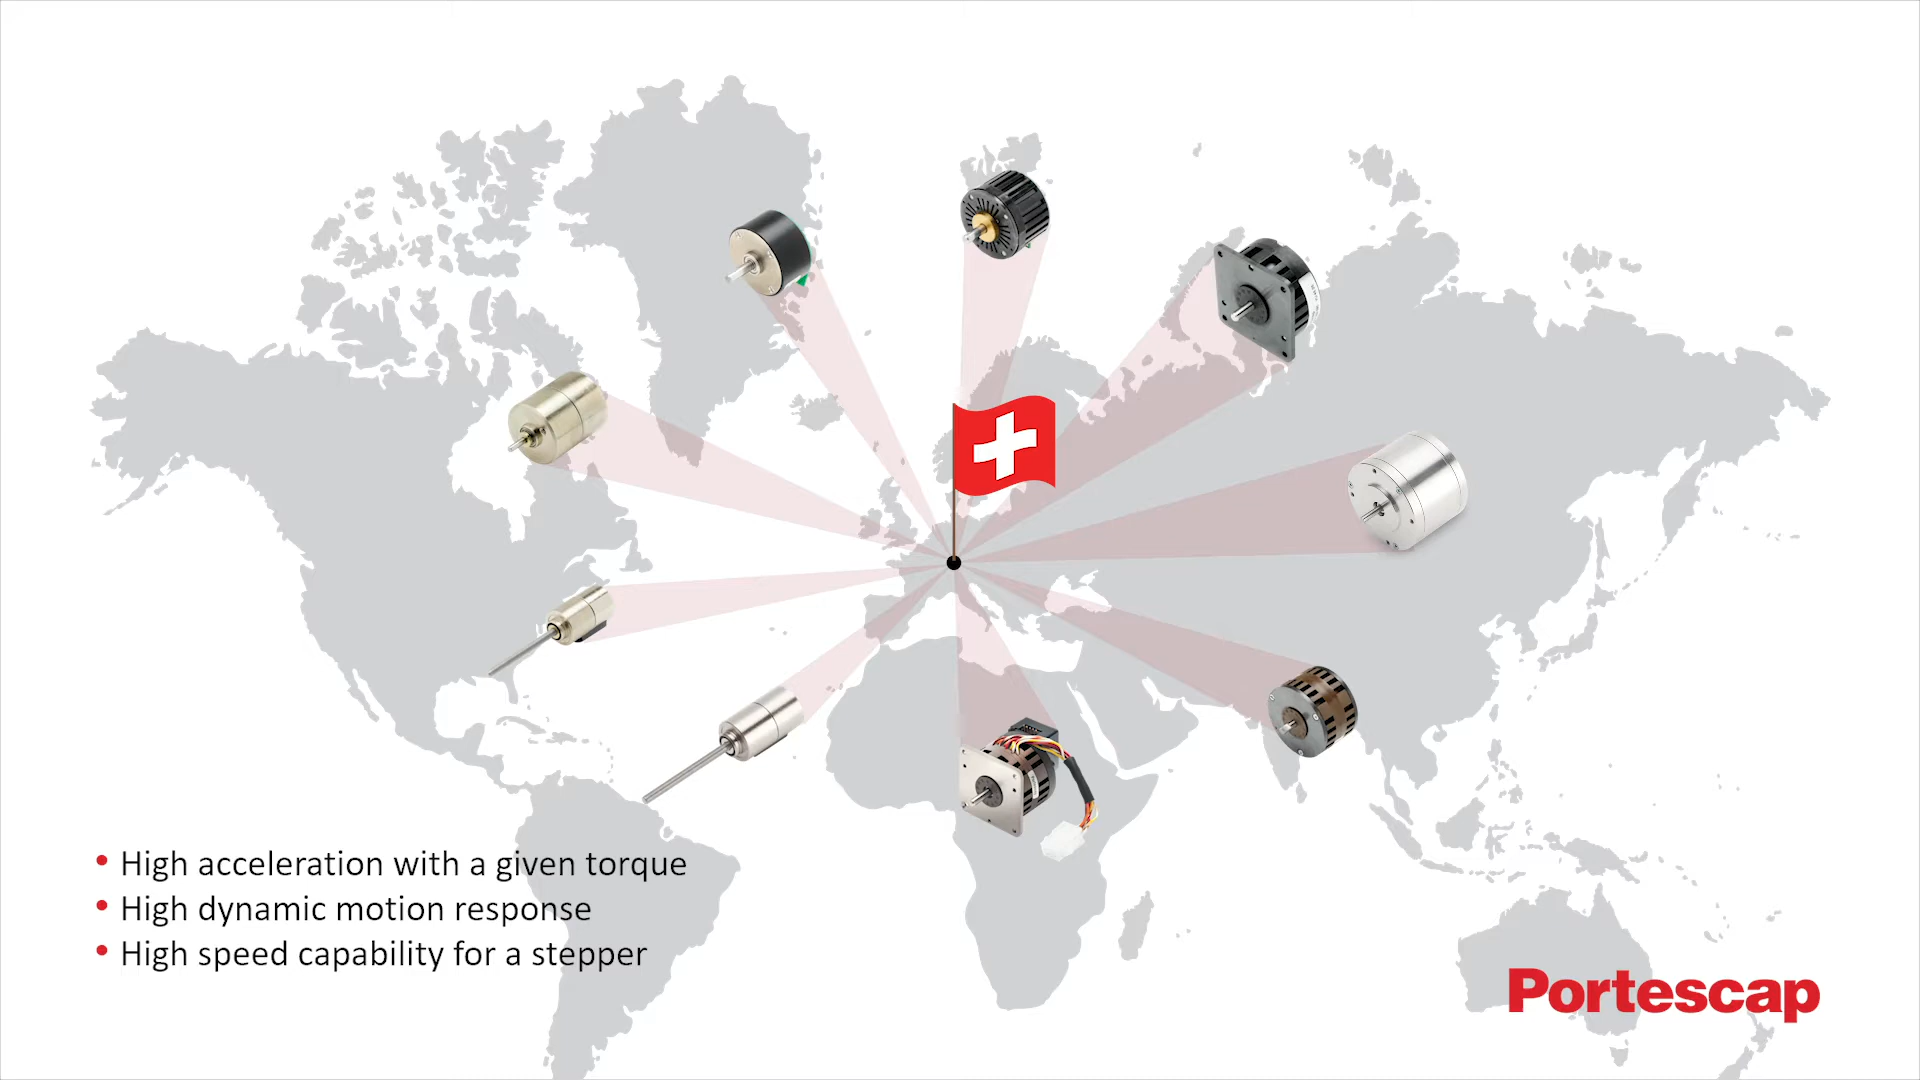 • High acceleration with a given torque
• High dynamic motion response
• High speed capability for a stepper
Portescap